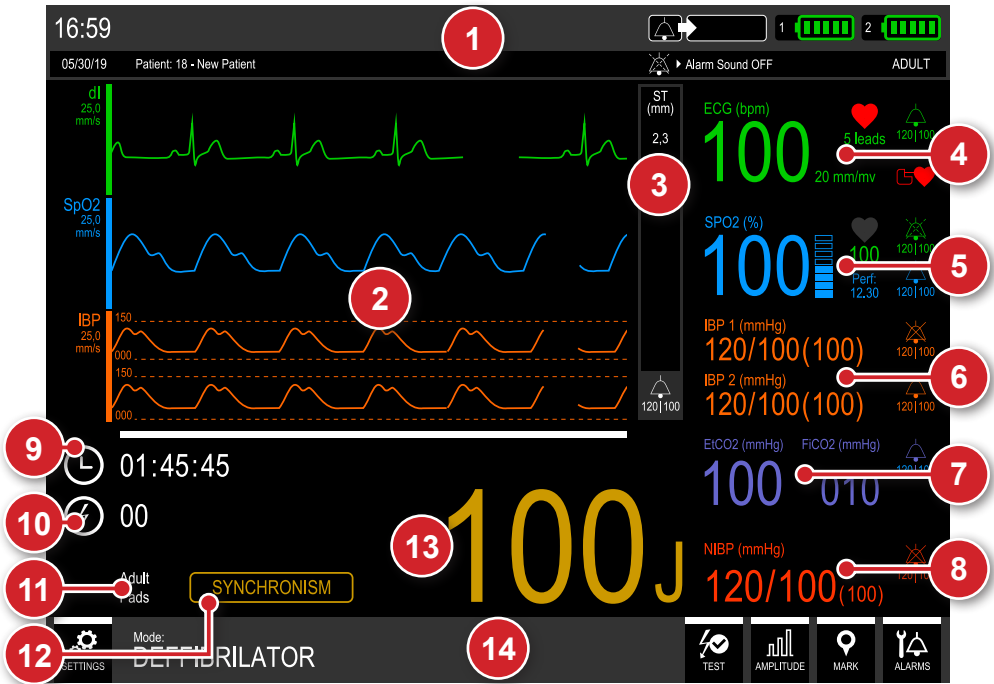 16:59
1
1
2
05/30/19
Patient: 18 - New Patient
Alarm Sound OFF
ADULT
dI
25,0
mm/s
SpO2
25,0
mm/s
2
IBP
25,0
mm/s
150
000
150
000
ST
(mm)
2,3
3
120|100
ECG (bpm)
100
5 leads
20 mm/mv
120|100
4
SPO2 (%)
100
100
Perf:
12.30
120|100
120|100
5
IBP 1 (mmHg)
120/100(100)
120|100
IBP 2 (mmHg)
120/100(100)
120|100
6
EtCO2 (mmHg)
FiCO2 (mmHg)
100
010
120|100
7
NIBP (mmHg)
120/100(100)
120|100
8
9
01:45:45
10
00
11
Adult
Pads
12
SYNCHRONISM
13
100J
SETTINGS
Mode:
DEFFIBRILATOR
14
TEST
AMPLITUDE
MARK
ALARMS